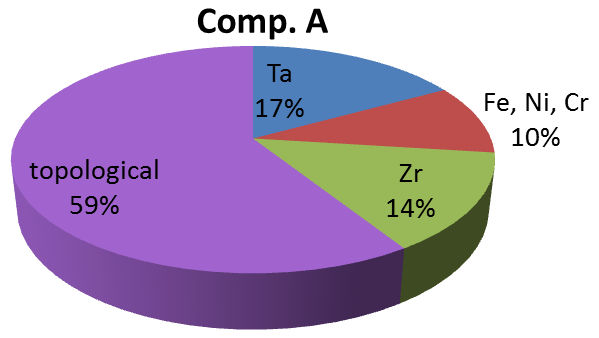 Comp. A
Ta
17%
Fe, Ni, Cr
10%
Zr
14%
topological
59%